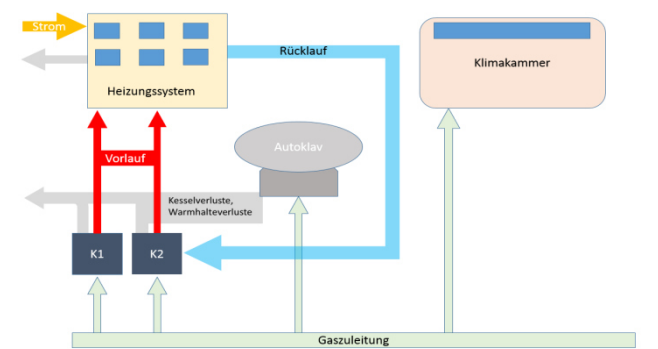 Strom
Rücklauf
Klimakammer
Heizungssystem
Autoklav
Vorlauf
Kesselverluste,
Warmhalteverluste
K1
K2
Gaszuleitung